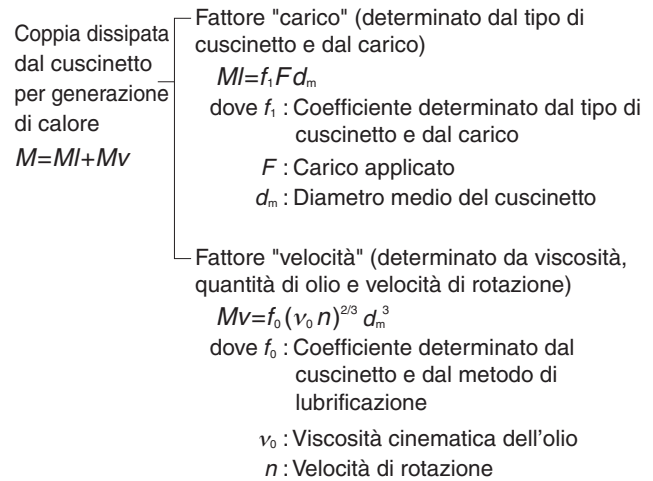 Coppia dissipata
dal cuscinetto
per generazione
di calore
M=Ml+Mv
Fattore "carico" (determinato dal tipo di
cuscinetto e dal carico)
Ml=f₁Fdₘ
dove f₁ : Coefficiente determinato dal tipo di
cuscinetto e dal carico
F : Carico applicato
dₘ : Diametro medio del cuscinetto
Fattore "velocità" (determinato da viscosità,
quantità di olio e velocità di rotazione)
Mv=f₀(ν₀ n)²/³ dₘ³
dove f₀ : Coefficiente determinato dal
cuscinetto e dal metodo di
lubrificazione
ν₀ : Viscosità cinematica dell'olio
n : Velocità di rotazione